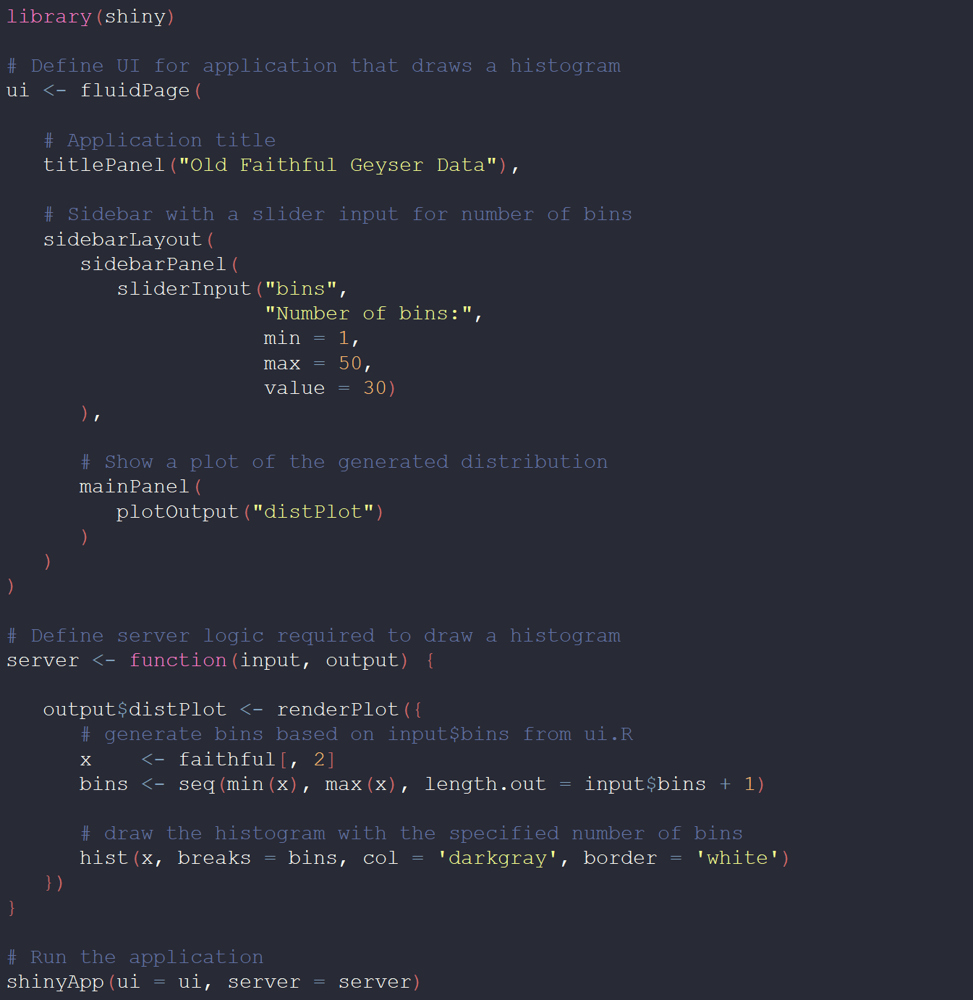 library(shiny)

# Define UI for application that draws a histogram
ui <- fluidPage(

   # Application title
   titlePanel("Old Faithful Geyser Data"),

   # Sidebar with a slider input for number of bins
   sidebarLayout(
      sidebarPanel(
         sliderInput("bins",
                     "Number of bins:",
                     min = 1,
                     max = 50,
                     value = 30)
      ),

      # Show a plot of the generated distribution
      mainPanel(
         plotOutput("distPlot")
      )
   )
)

# Define server logic required to draw a histogram
server <- function(input, output) {

   output$distPlot <- renderPlot({
      # generate bins based on input$bins from ui.R
      x    <- faithful[, 2]
      bins <- seq(min(x), max(x), length.out = input$bins + 1)

      # draw the histogram with the specified number of bins
      hist(x, breaks = bins, col = 'darkgray', border = 'white')
   })
}

# Run the application
shinyApp(ui = ui, server = server)